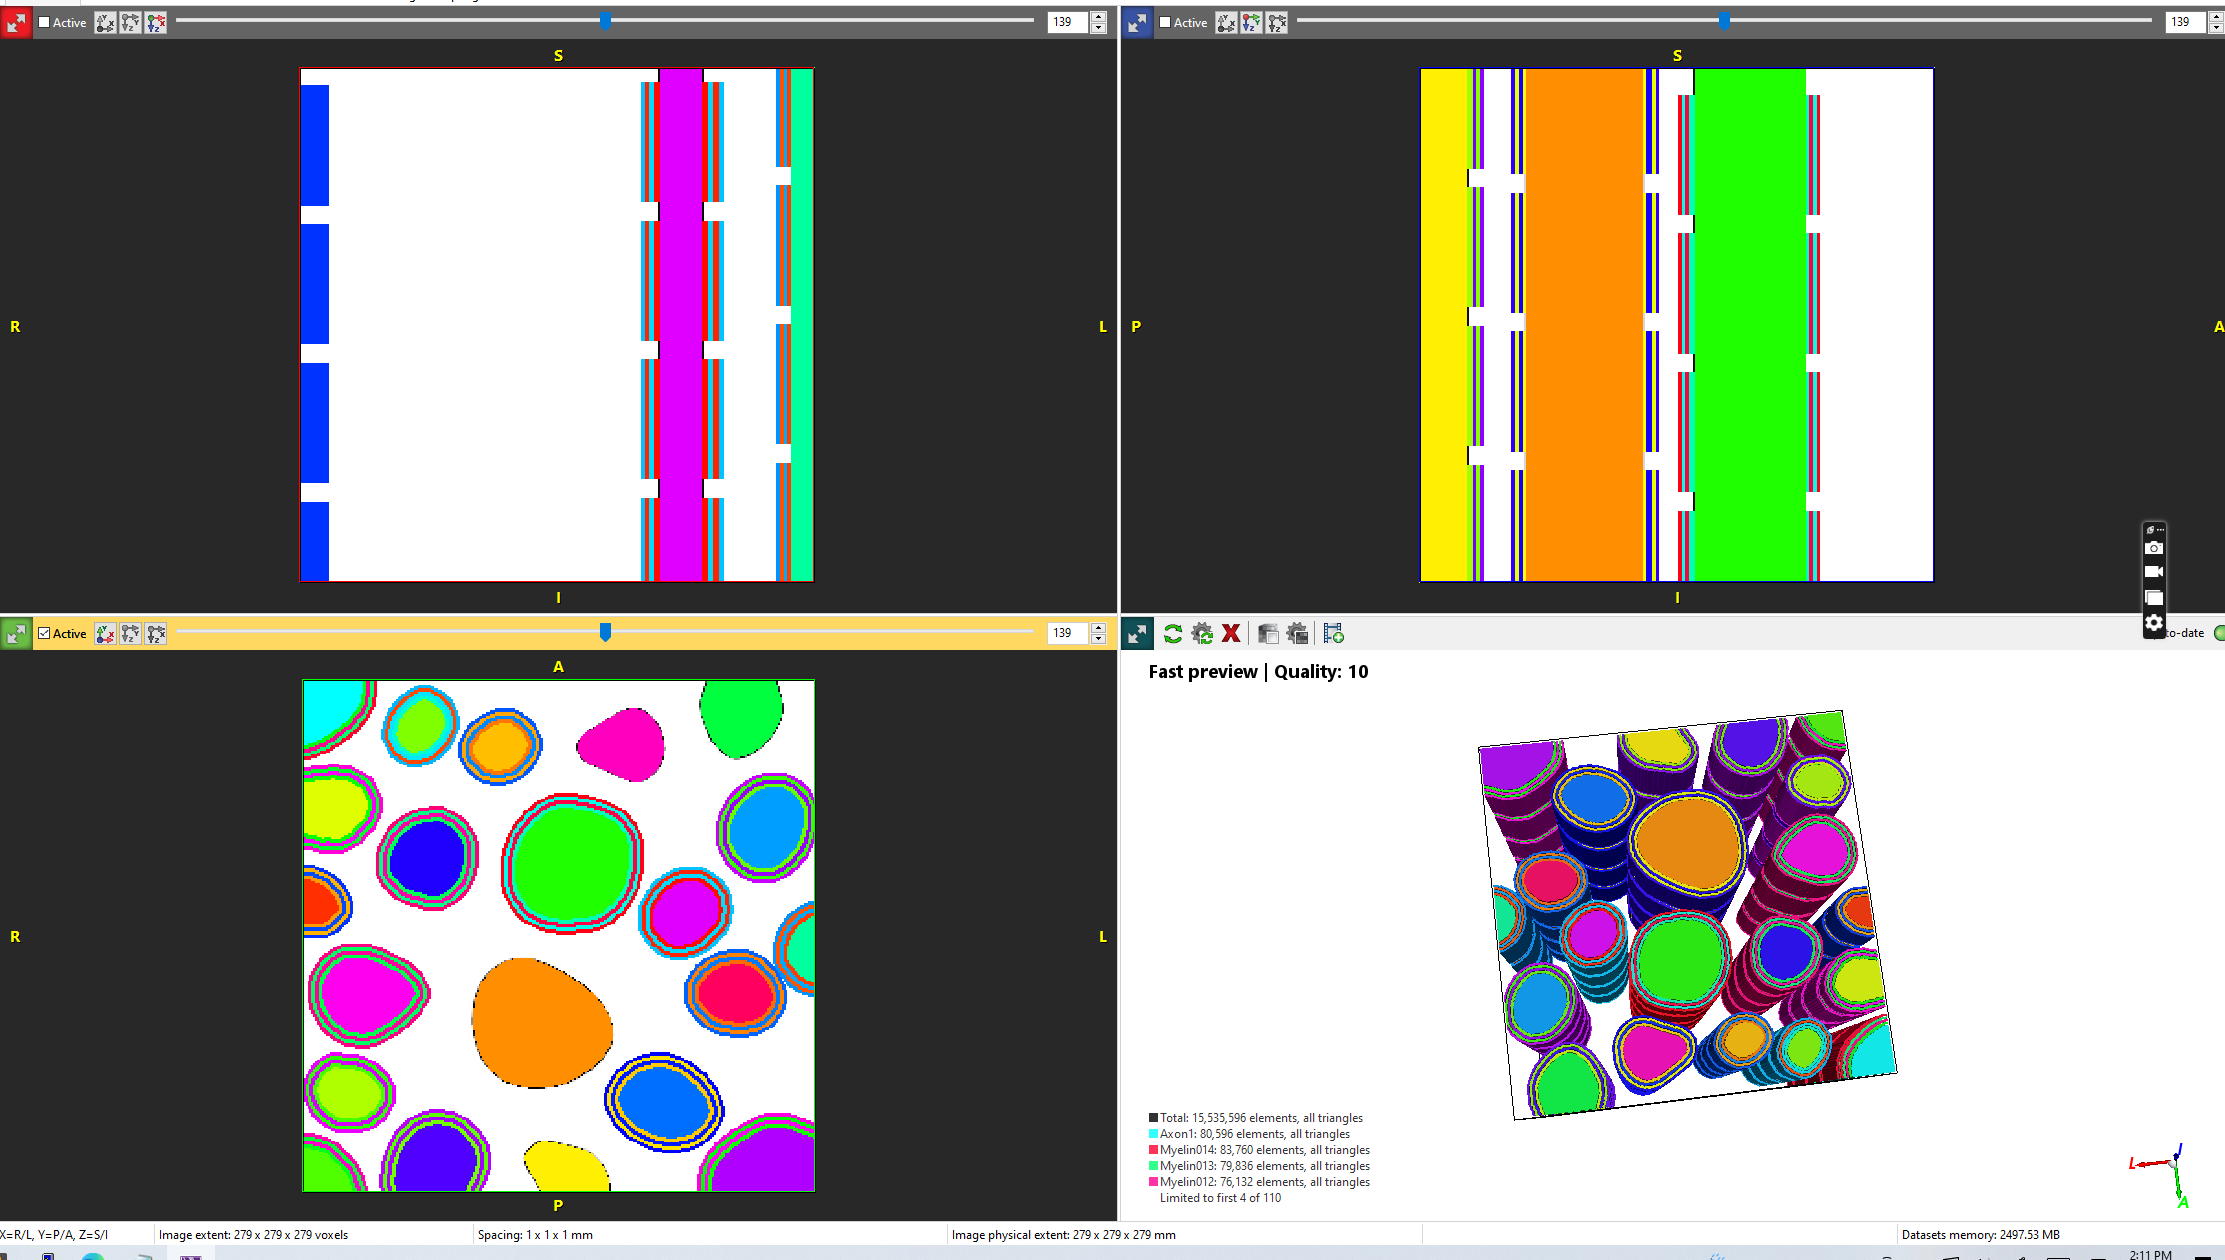 Active
139
Active
139
S
S
R
L
P
A
I
I
Active
139
to-date
A
Fast preview | Quality: 10
R
L
Total: 15,535,596 elements, all triangles
Axon1: 80,596 elements, all triangles
Myelin014: 83,760 elements, all triangles
Myelin013: 79,836 elements, all triangles
Myelin012: 76,132 elements, all triangles
Limited to first 4 of 110
L
A
P
X=R/L, Y=P/A, Z=S/I
Image extent: 279 x 279 x 279 voxels
Spacing: 1 x 1 x 1 mm
Image physical extent: 279 x 279 x 279 mm
Datasets memory: 2497.53 MB
2:11 PM